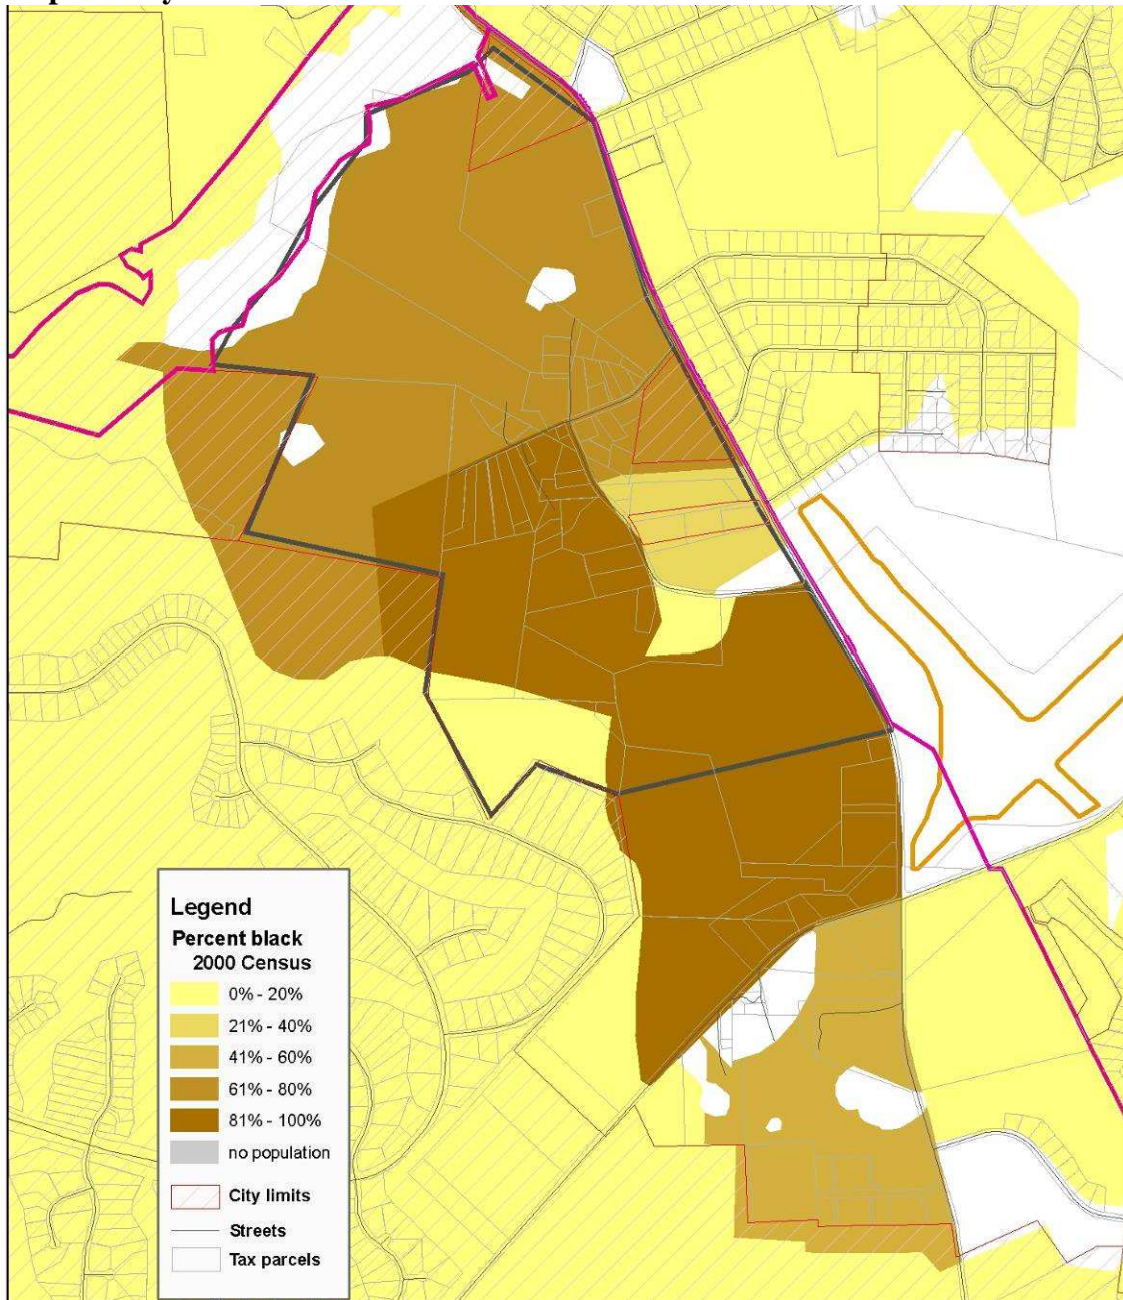 Legend
Percent black
2000 Census
0% - 20%
21% - 40%
41% - 60%
61% - 80%
81% - 100%
no population
City limits
Streets
Tax parcels